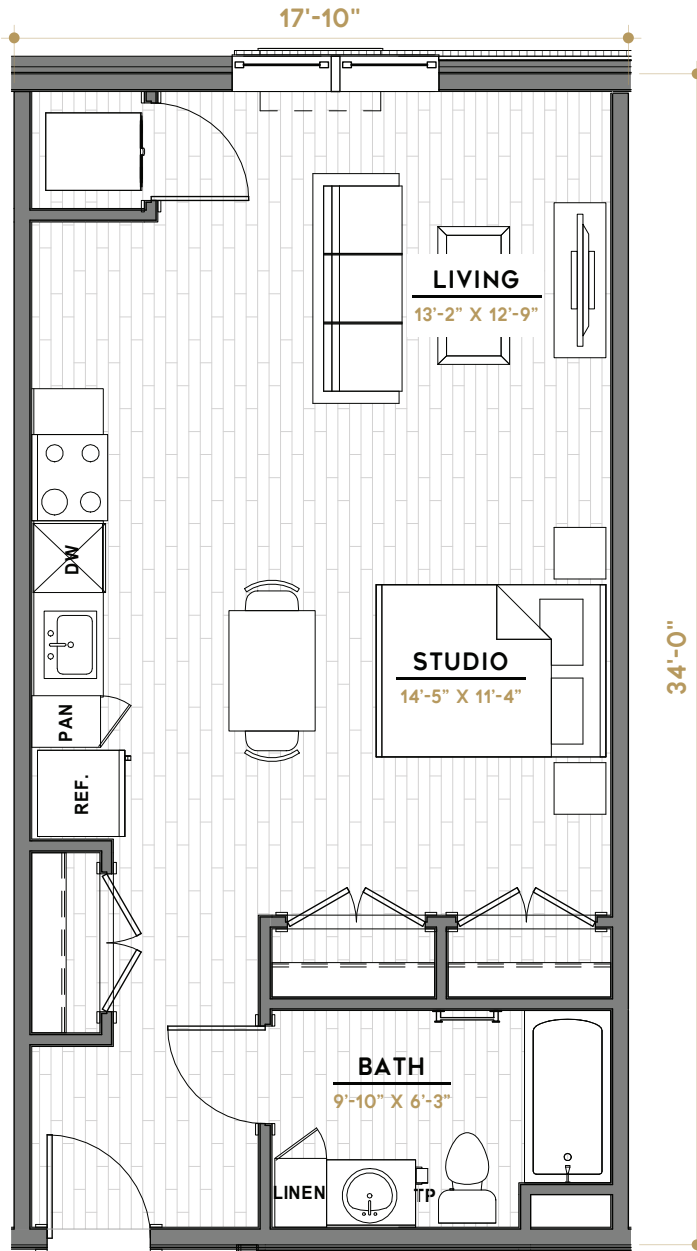 17'-10"
LIVING
13'-2" X 12'-9"
34'-0"
DW
STUDIO
14'-5" X 11'-4"
PAN
REF.
BATH
9'-10" X 6'-3"
LINEN
TP